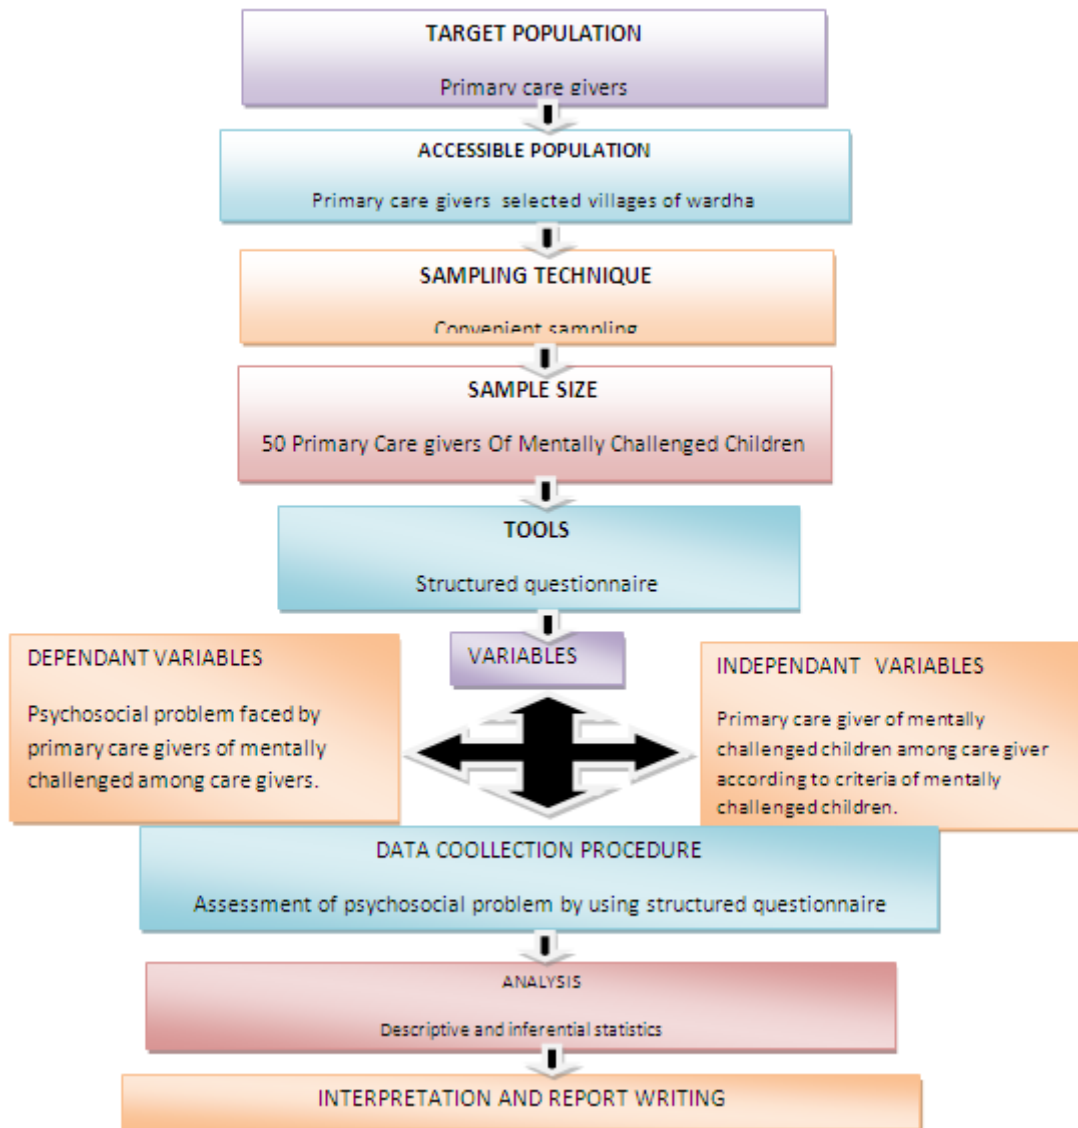 TARGET POPULATION
Primary care givers
ACCESSIBLE POPULATION
Primary care givers selected villages of wardha
SAMPLING TECHNIQUE
Convenient sampling
SAMPLE SIZE
50 Primary Care givers Of Mentally Challenged Children
TOOLS
Structured questionnaire
VARIABLES
DEPENDANT VARIABLES
Psychosocial problem faced by
primary care givers of mentally
challenged among care givers.
INDEPENDANT VARIABLES
Primary care giver of mentally
challenged children among care giver
according to criteria of mentally
challenged children.
DATA COOLLECTION PROCEDURE
Assessment of psychosocial problem by using structured questionnaire
ANALYSIS
Descriptive and inferential statistics
INTERPRETATION AND REPORT WRITING